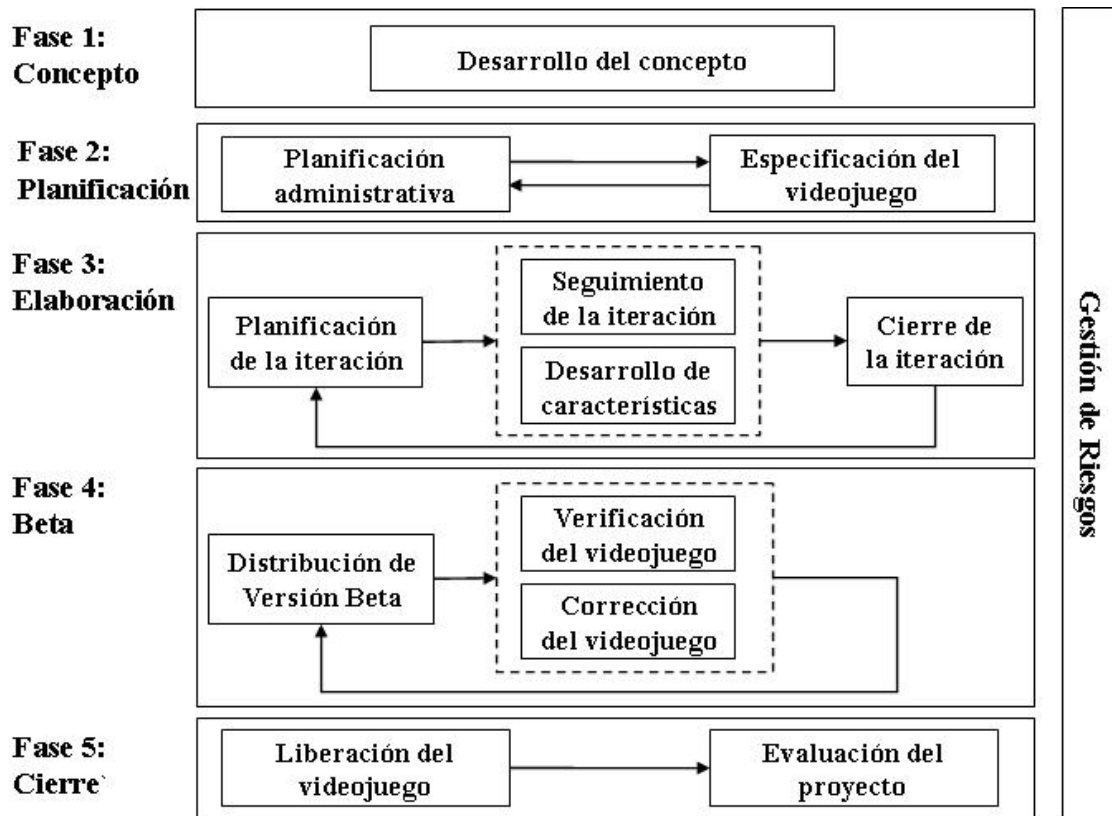 Fase 1:
Concepto
Desarrollo del concepto
Fase 2:
Planificación
Planificación
administrativa
Especificación del
videojuego
Fase 3:
Elaboración
Planificación
de la iteración
Seguimiento
de la iteración
Desarrollo de
características
Cierre de
la iteración
Fase 4:
Beta
Distribución de
Versión Beta
Verificación
del videojuego
Corrección
del videojuego
Fase 5:
Cierre`
Liberación del
videojuego
Evaluación del
proyecto
Gestión de Riesgos